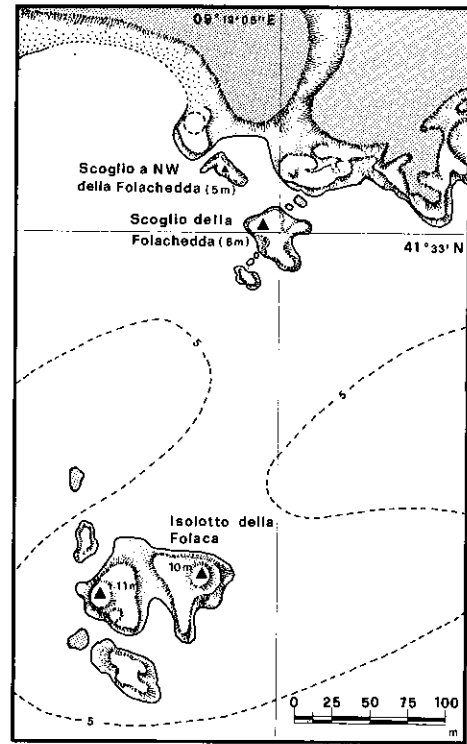 09°19'05"E
Scoglio a NW
della Folachedda (5m)
Scoglio della
Folachedda (6m)
41°33'N
5
5
Isolotto della
Folaca
10m
11m
5
0 25 50 75 100
m